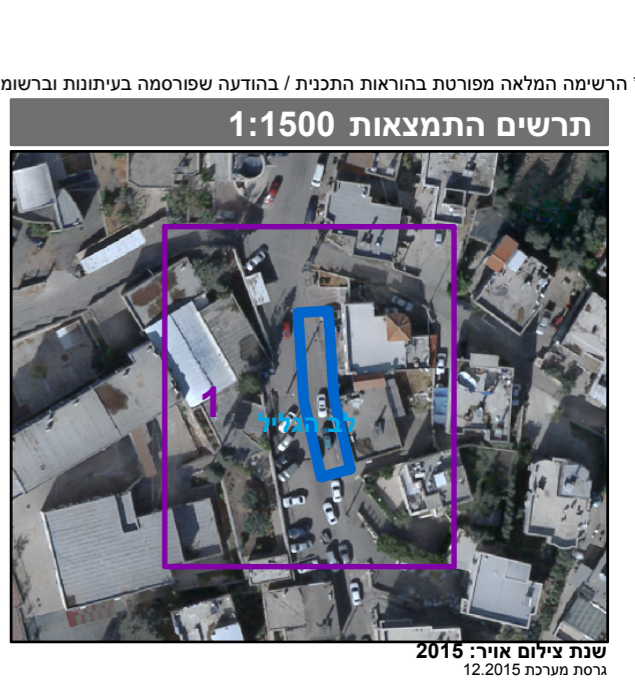 * הרשימה המלאה מפורטת בהוראות התכנית / בהודעה שפורסמה בעיתונות וברשומ
תרשים התמצאות 1:1500
1
לב הגליל
שנת צילום אויר: 2015
גרסת מערכת 12.2015